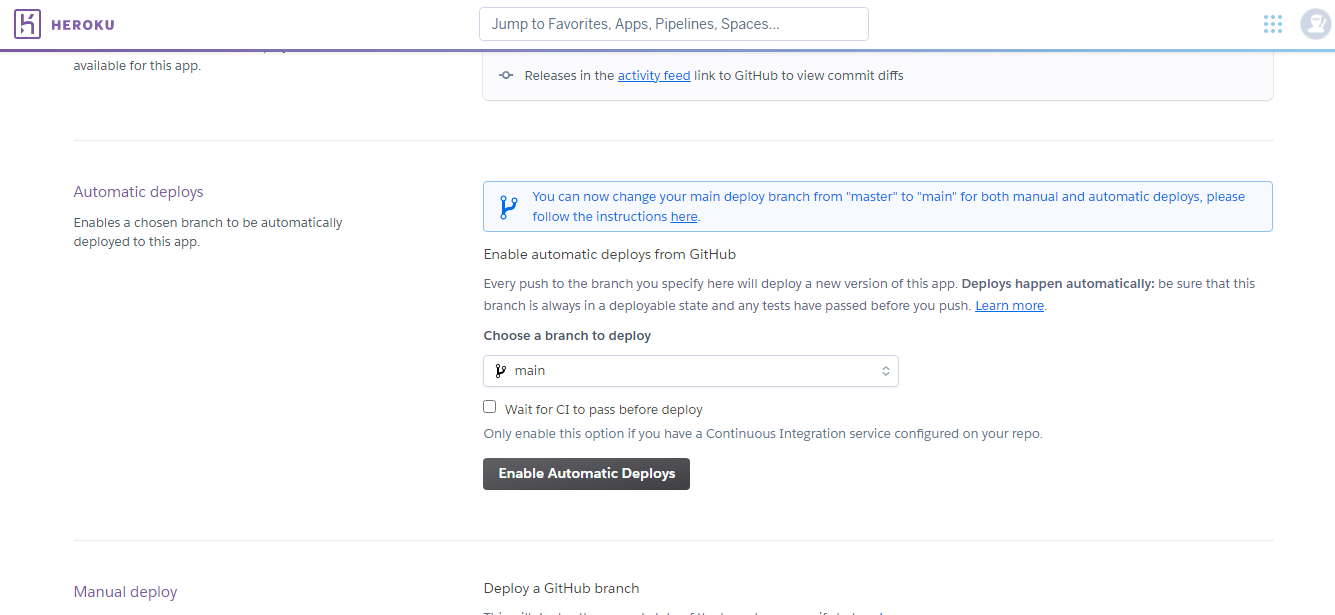 HEROKU
Jump to Favorites, Apps, Pipelines, Spaces...
available for this app.
Releases in the activity feed link to GitHub to view commit diffs
Automatic deploys
Enables a chosen branch to be automatically
deployed to this app.
You can now change your main deploy branch from "master" to "main" for both manual and automatic deploys, please
follow the instructions here.
Enable automatic deploys from GitHub
Every push to the branch you specify here will deploy a new version of this app. Deploys happen automatically: be sure that this
branch is always in a deployable state and any tests have passed before you push. Learn more.
Choose a branch to deploy
main
Wait for CI to pass before deploy
Only enable this option if you have a Continuous Integration service configured on your repo.
Enable Automatic Deploys
Manual deploy
Deploy a GitHub branch